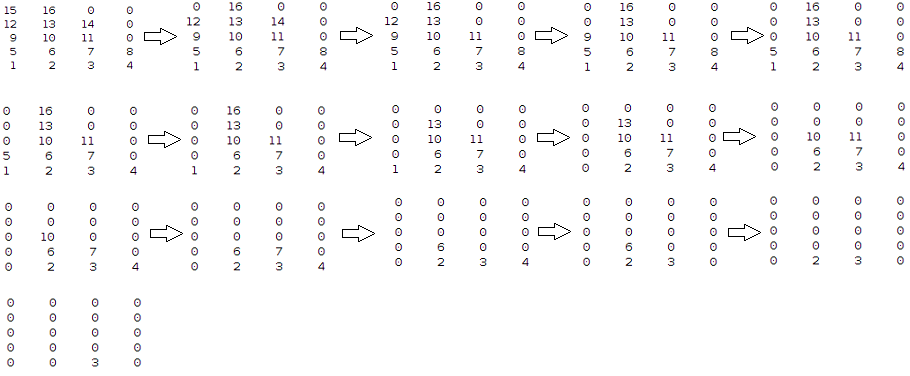 15 16 0 0 0 16 0 0 0 16 0 0 0 16 0 0 0 16 0 0
12 13 14 0 12 13 14 0 12 13 0 0 0 13 0 0 0 13 0 0
9 10 11 0 9 10 11 0 9 10 11 0 9 10 11 0 0 10 11 0
5 6 7 8 5 6 7 8 5 6 7 8 5 6 7 8 5 6 7 8
1 2 3 4 1 2 3 4 1 2 3 4 1 2 3 4 1 2 3 4
0 16 0 0 0 16 0 0 0 0 0 0 0 0 0 0 0 0 0 0
0 13 0 0 0 13 0 0 0 13 0 0 0 13 0 0 0 0 0 0
0 10 11 0 0 10 11 0 0 10 11 0 0 10 11 0 0 10 11 0
5 6 7 0 0 6 7 0 0 6 7 0 0 6 7 0 0 6 7 0
1 2 3 4 1 2 3 4 1 2 3 4 0 2 3 4 0 2 3 4
0 0 0 0 0 0 0 0 0 0 0 0 0 0 0 0 0 0 0 0
0 0 0 0 0 0 0 0 0 0 0 0 0 0 0 0 0 0 0 0
0 10 0 0 0 0 0 0 0 0 0 0 0 0 0 0 0 0 0 0
0 6 7 0 0 6 7 0 0 6 0 0 0 6 0 0 0 0 0 0
0 2 3 4 0 2 3 4 0 2 3 4 0 2 3 0 0 2 3 0
0 0 0 0
0 0 0 0
0 0 0 0
0 0 0 0
0 0 3 0